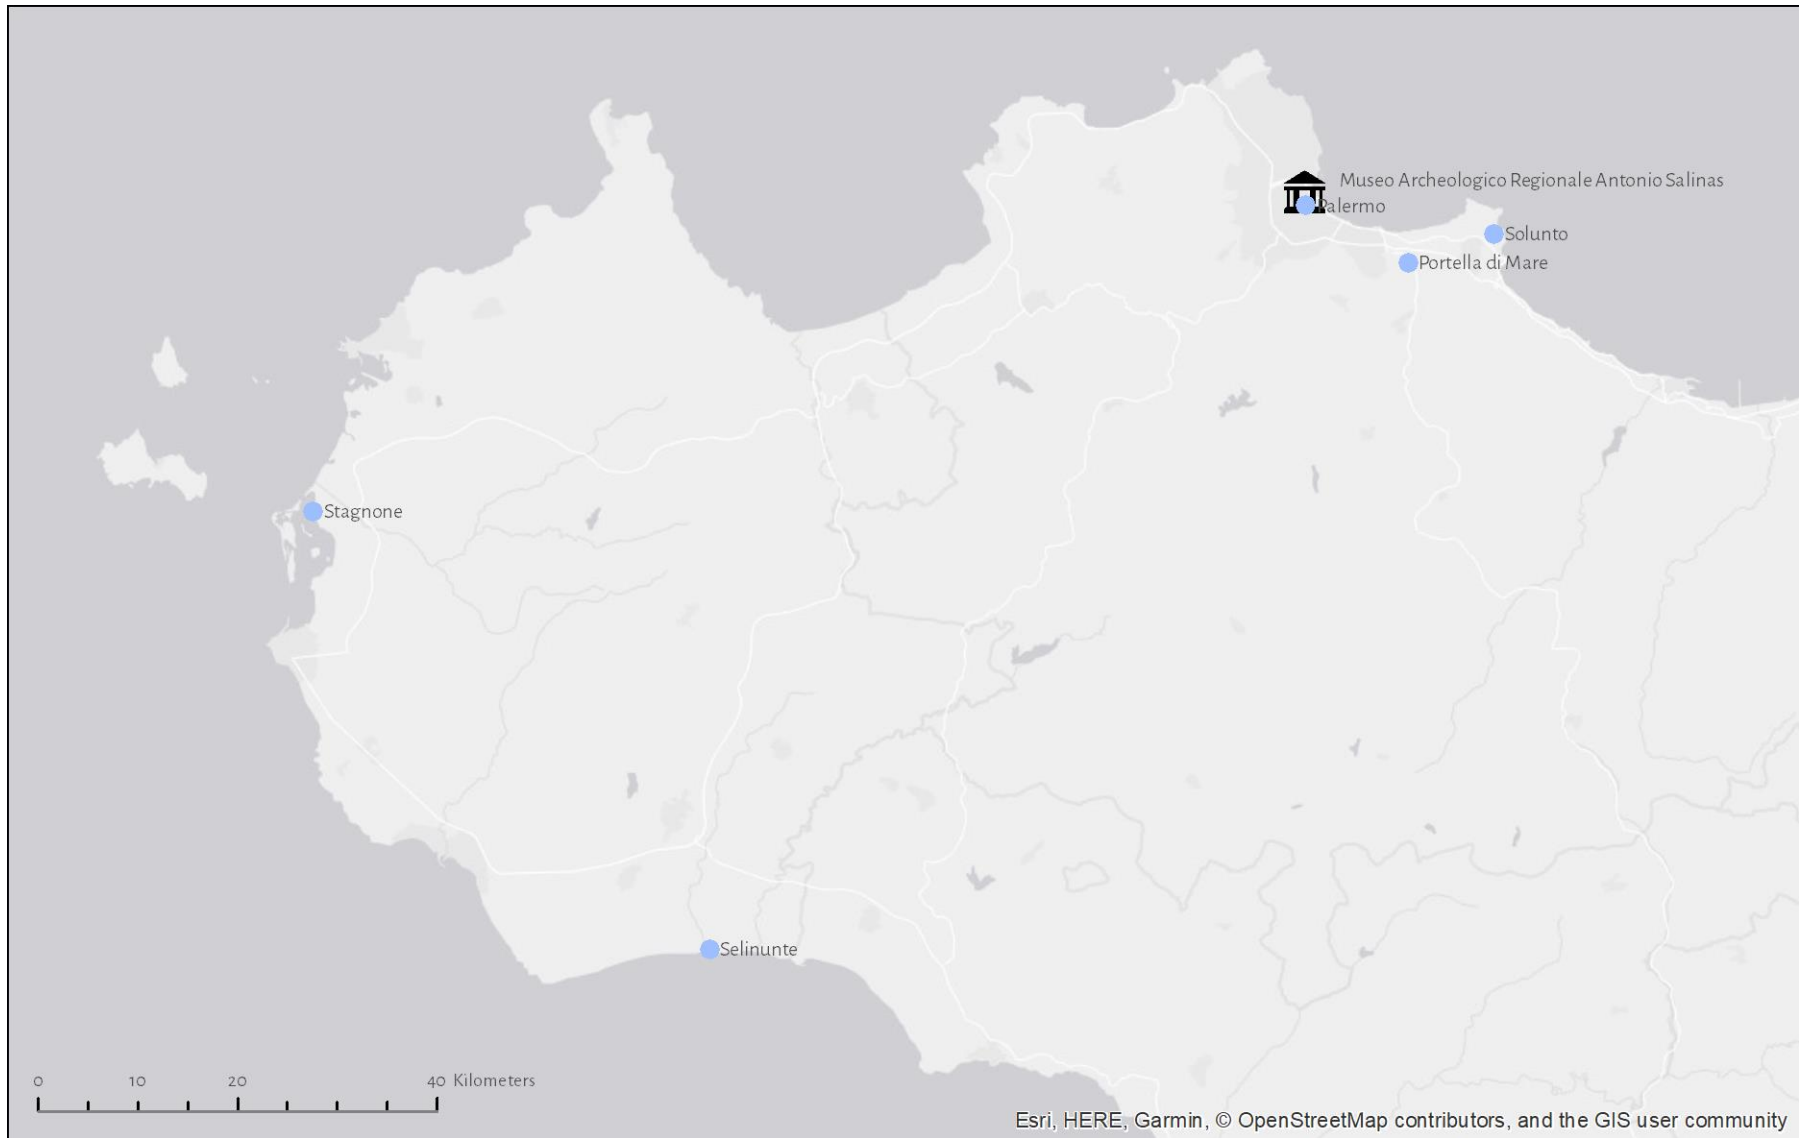 Museo Archeologico Regionale Antonio Salinas
Palermo
Solunto
Portella di Mare
Stagnone
Selinunte
0 10 20 40 Kilometers
Esri, HERE, Garmin, © OpenStreetMap contributors, and the GIS user community